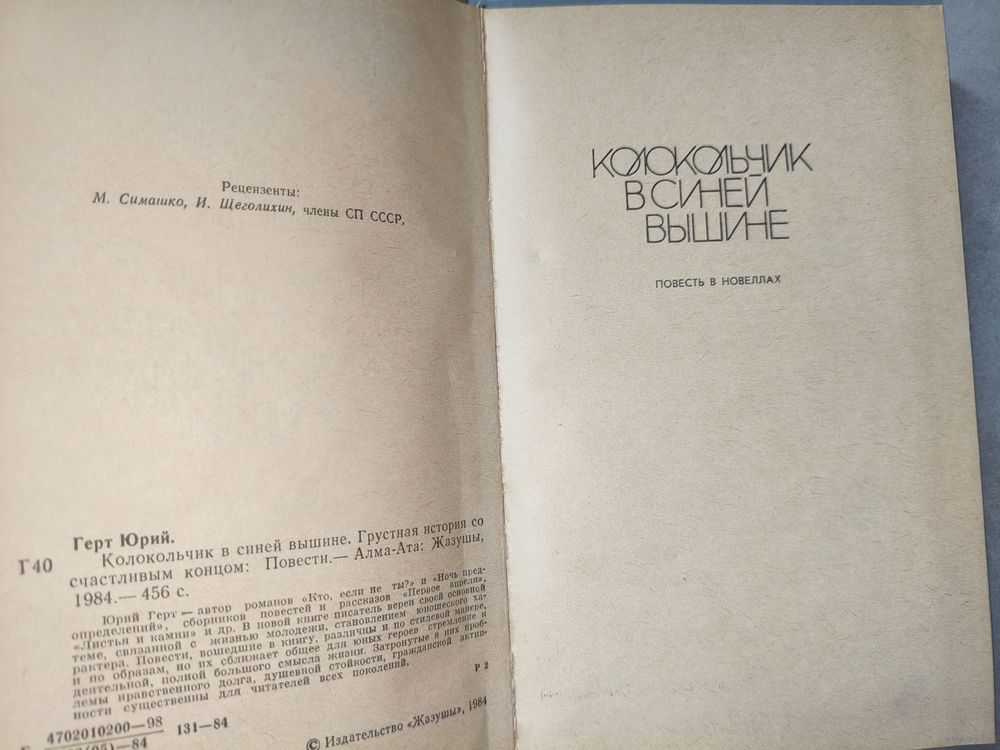 Рецензенты:
М. Симашко, И. Щеголихин, члены СП СССР,
Герт Юрий.
Г40
Колокольчик в синей вышине. Грустная история со
счастливым концом: Повести.— Алма-Ата: Жазушы,
1984.— 456 с.
Юрий Герт — автор романов «Кто, если не ты?» и «Ночь пред-
определений», сборников повестей и рассказов «Первое апреля»,
«Листья и камни» и др. В новой книге писатель верен своей основной
теме, связанной с жизнью молодежи, становлением юношеского ха-
рактера. Повести, вошедшие в книгу, различны и по стилевой манере,
и по образам, но их сближает общее для юных героев стремление к
деятельной, полной большого смысла жизни. Затронутые в них проб-
лемы нравственного долга, душевной стойкости, гражданской актив-
ности существенны для читателей всех поколений.
Р 2
4702010200—98
(05)—84
131—84
© Издательство «Жазушы», 1984
КОЛОКОЛЬЧИК
В СИНЕЙ
ВЫШИНЕ
ПОВЕСТЬ В НОВЕЛЛАХ